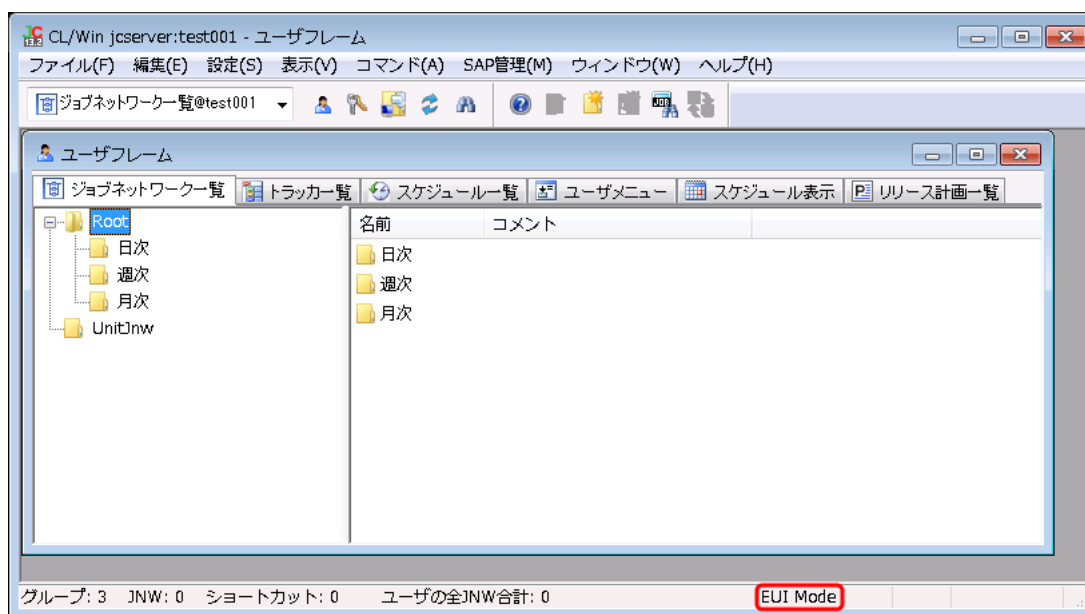 CL/Win jcserver:test001 - ユーザフレーム
ファイル(F) 編集(E) 設定(S) 表示(V) コマンド(A) SAP管理(M) ウィンドウ(W) ヘルプ(H)
ジョブネットワーク一覧@test001
ユーザフレーム
ジョブネットワーク一覧 トラッカ一覧 スケジュール一覧 ユーザメニュー スケジュール表示 リリース計画一覧
Root 名前 コメント
日次 日次
週次 週次
月次 月次
UnitJnw
グループ: 3 JNW: 0 ショートカット: 0 ユーザの全JNW合計: 0 EUI Mode